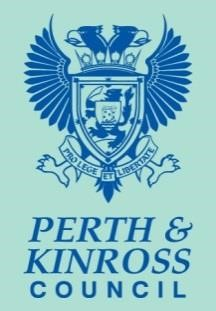 PRO LEGE ET LIBERTATE
PERTH &
KINROSS
COUNCIL